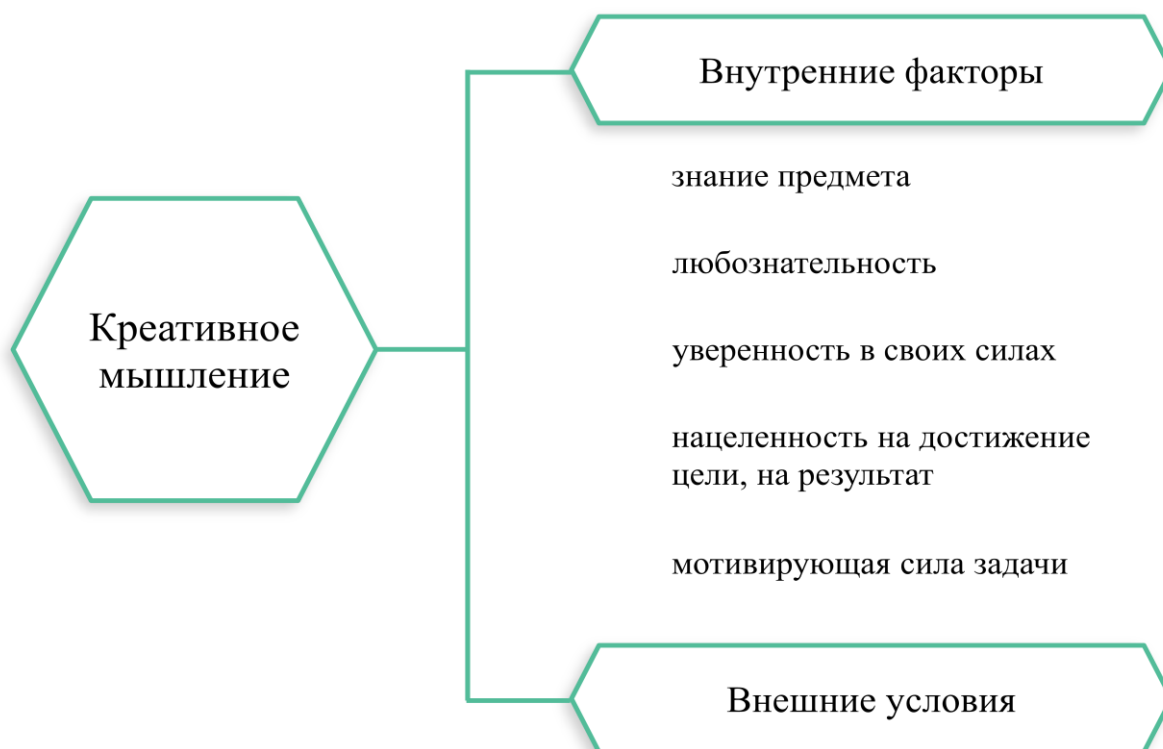 Внутренние факторы
знание предмета
любознательность
Креативное
мышление
уверенность в своих силах
нацеленность на достижение
цели, на результат
мотивирующая сила задачи
Внешние условия